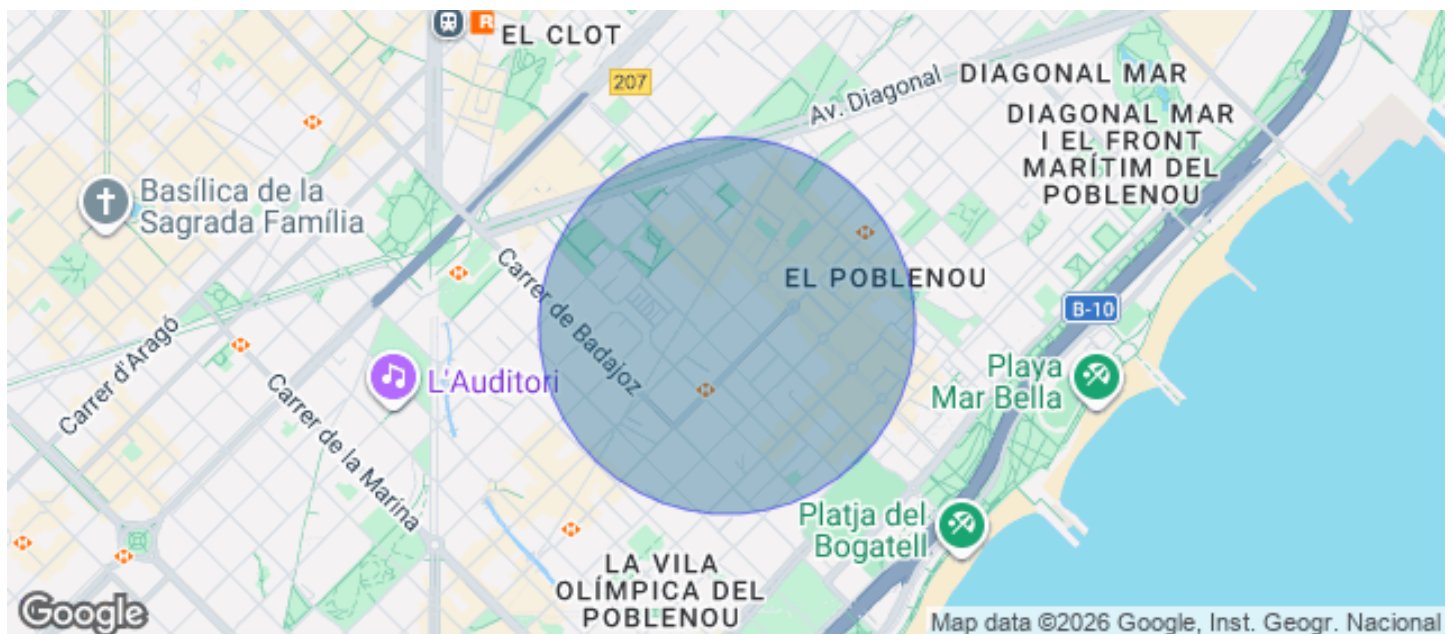 EL CLOT
207
Av. Diagonal
DIAGONAL MAR
DIAGONAL MAR
I EL FRONT
MARÍTIM DEL
POBLENOU
Basílica de la
Sagrada Família
Carrer de Badajoz
EL POBLENOU
B-10
Carrer d'Aragó
L'Auditori
Playa
Mar Bella
Carrer de la Marina
Platja del
Bogatell
LA VILA
OLÍMPICA DEL
POBLENOU
Google
Map data ©2026 Google, Inst. Geogr. Nacional